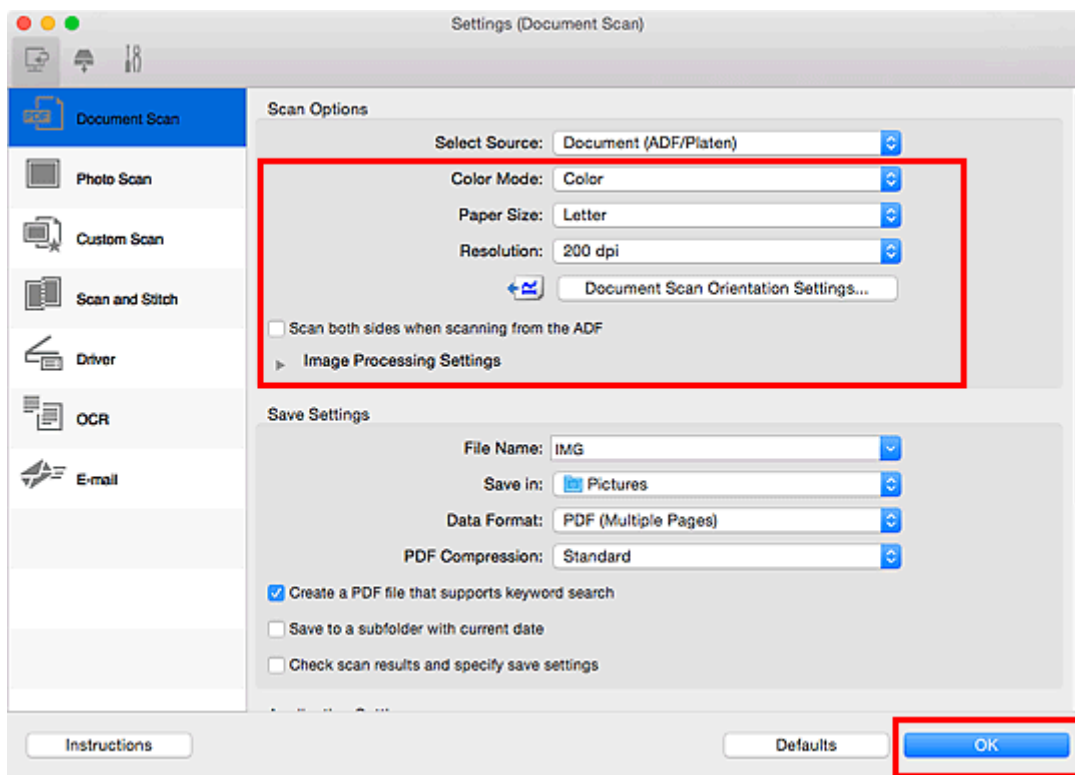 Settings (Document Scan)
Document Scan
Photo Scan
Custom Scan
Scan and Stitch
Driver
OCR
E-mail
Scan Options
Select Source: Document (ADF/Platen)
Color Mode: Color
Paper Size: Letter
Resolution: 200 dpi
Document Scan Orientation Settings...
Scan both sides when scanning from the ADF
Image Processing Settings
Save Settings
File Name: IMG
Save in: Pictures
Data Format: PDF (Multiple Pages)
PDF Compression: Standard
Create a PDF file that supports keyword search
Save to a subfolder with current date
Check scan results and specify save settings
Instructions
Defaults
OK